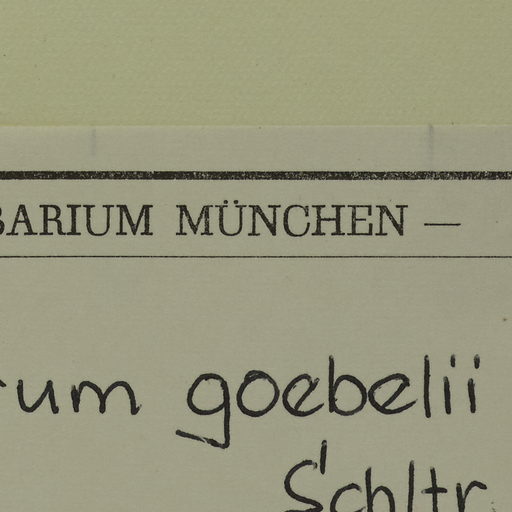 BARIUM MÜNCHEN —
rum goebelii
Schltr